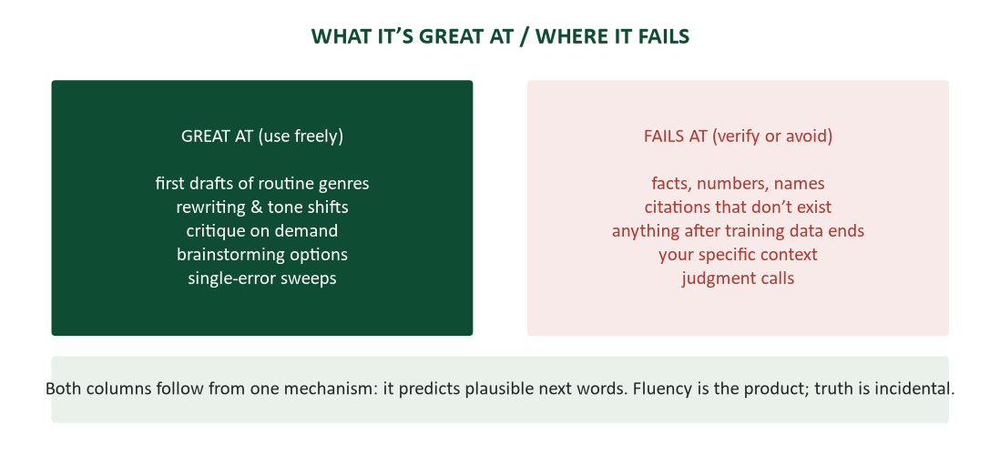 WHAT IT’S GREAT AT / WHERE IT FAILS
GREAT AT (use freely)
first drafts of routine genres
rewriting & tone shifts
critique on demand
brainstorming options
single-error sweeps
FAILS AT (verify or avoid)
facts, numbers, names
citations that don’t exist
anything after training data ends
your specific context
judgment calls
Both columns follow from one mechanism: it predicts plausible next words. Fluency is the product; truth is incidental.